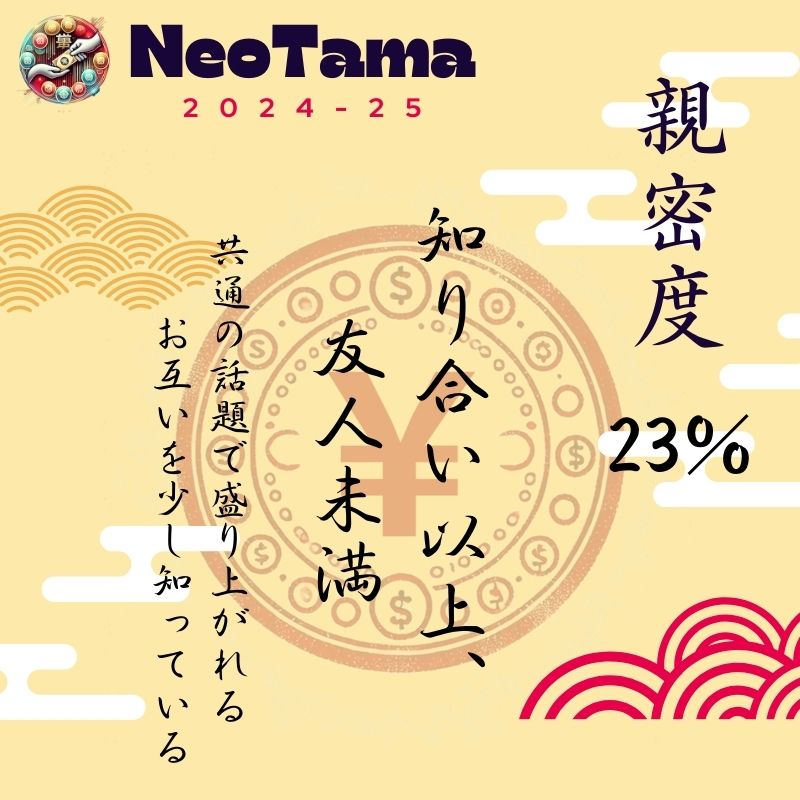 NeoTama
2024-25
親密度
23%
知り合い以上、
友人未満
共通の話題で盛り上がれる
お互いを少し知っている
¥